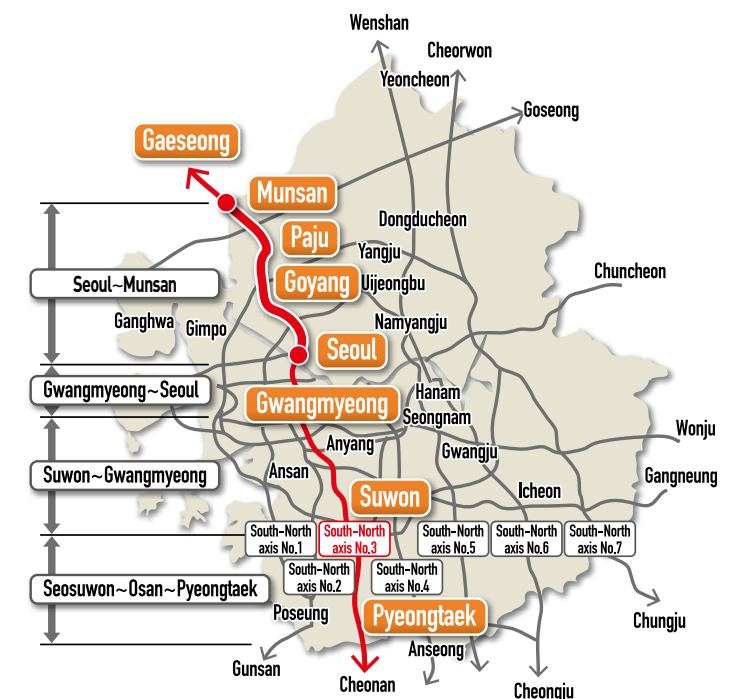 Wenshan
Cheorwon
Yeoncheon
Goseong
Gaeseong
Munsan
Dongducheon
Paju
Yangju
Chuncheon
Seoul~Munsan
Goyang
Uijeongbu
Ganghwa
Gimpo
Namyangju
Seoul
Gwangmyeong~Seoul
Gwangmyeong
Hanam
Seongnam
Wonju
Anyang
Gwangju
Suwon~Gwangmyeong
Ansan
Gangneung
Suwon
Icheon
South-North
axis No.1
South-North
axis No.3
South-North
axis No.5
South-North
axis No.6
South-North
axis No.7
South-North
axis No.2
South-North
axis No.4
Seosuwon~Osan~Pyeongtaek
Poseung
Pyeongtaek
Chungju
Anseong
Gunsan
Cheonan
Cheongju